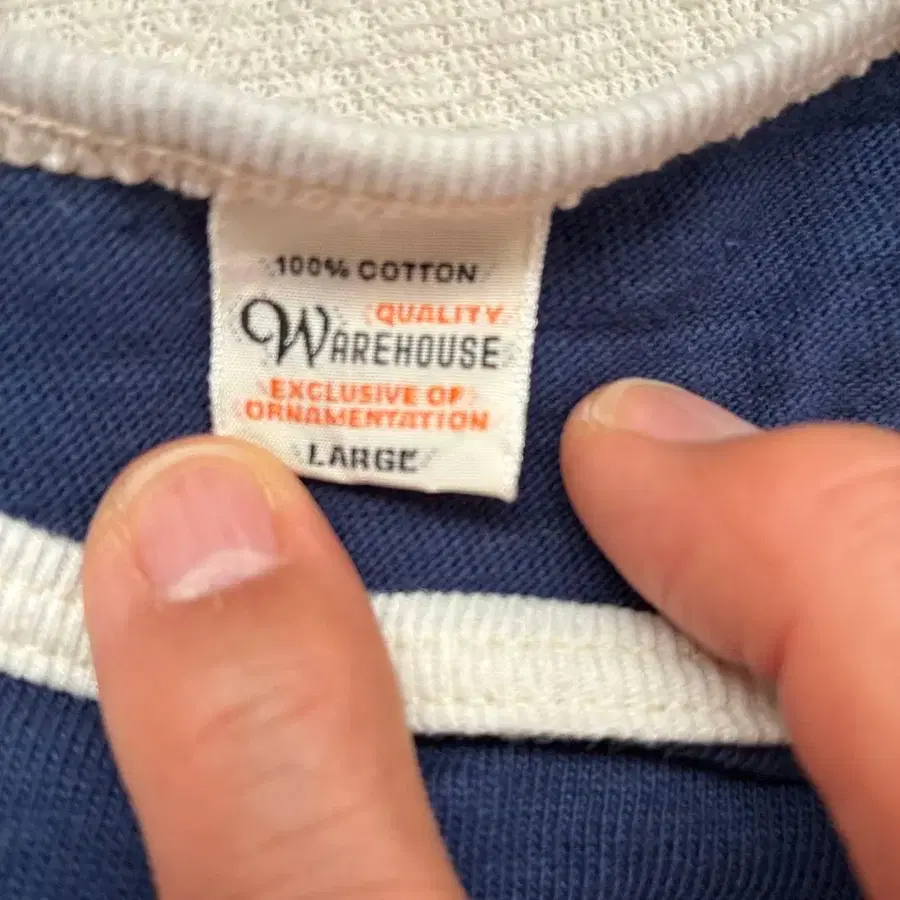 100% COTTON
QUALITY
WAREHOUSE
EXCLUSIVE OF
ORNAMENTATION
LARGE